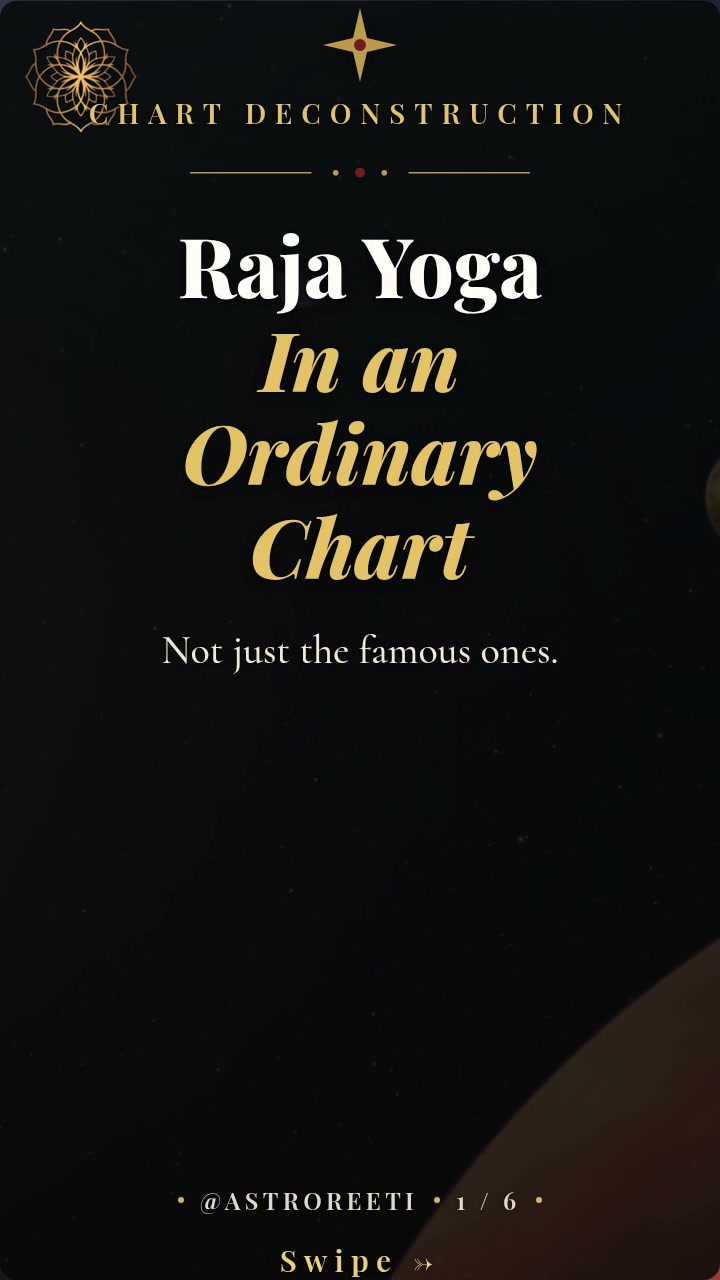 CHART DECONSTRUCTION
Raja Yoga
In an
Ordinary
Chart
Not just the famous ones.
• @ASTROREETI • 1 / 6 •
Swipe ➳